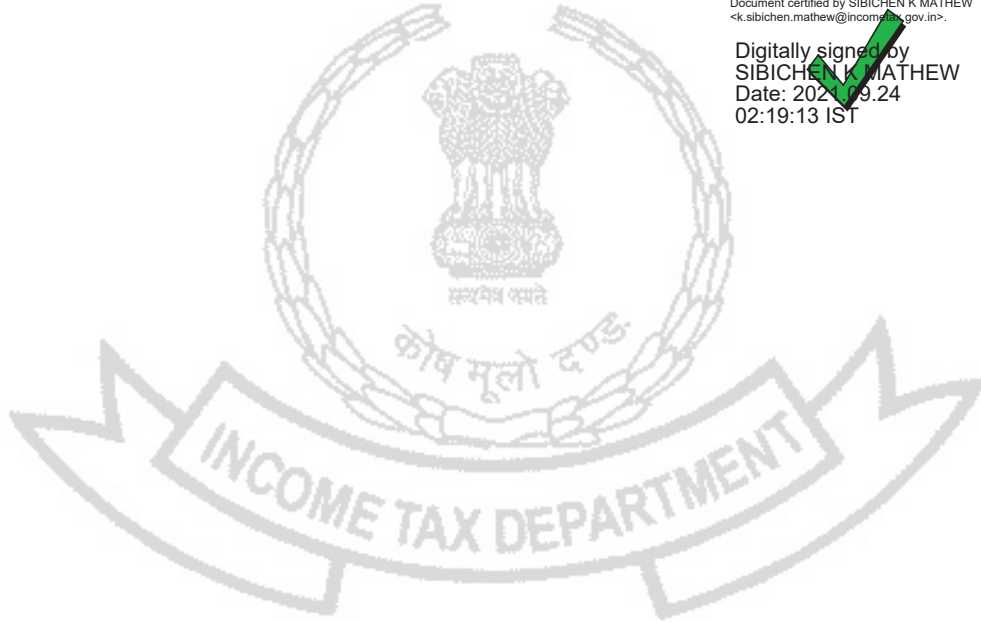 Document certified by SIBICHEN K MATHEW
<k.sibichen.mathew@incometax.gov.in>.
Digitally signed by
SIBICHEN K MATHEW
Date: 2021.09.24
02:19:13 IST
सत्यमेव जयते
कोष मूलो दण्ड
INCOME TAX DEPARTMENT